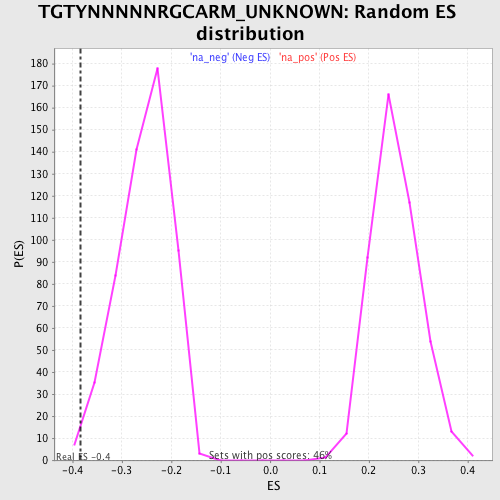 TGTYNNNNNRGCARM_UNKNOWN: Random ES
distribution
'na_neg' (Neg ES) 'na_pos' (Pos ES)
180
170
160
150
140
130
120
110
100
90
80
70
60
50
40
30
20
10
0
P(ES)
Real ES -0.4
Sets with pos scores: 46%
-0.4 -0.3 -0.2 -0.1 0.0 0.1 0.2 0.3 0.4
ES